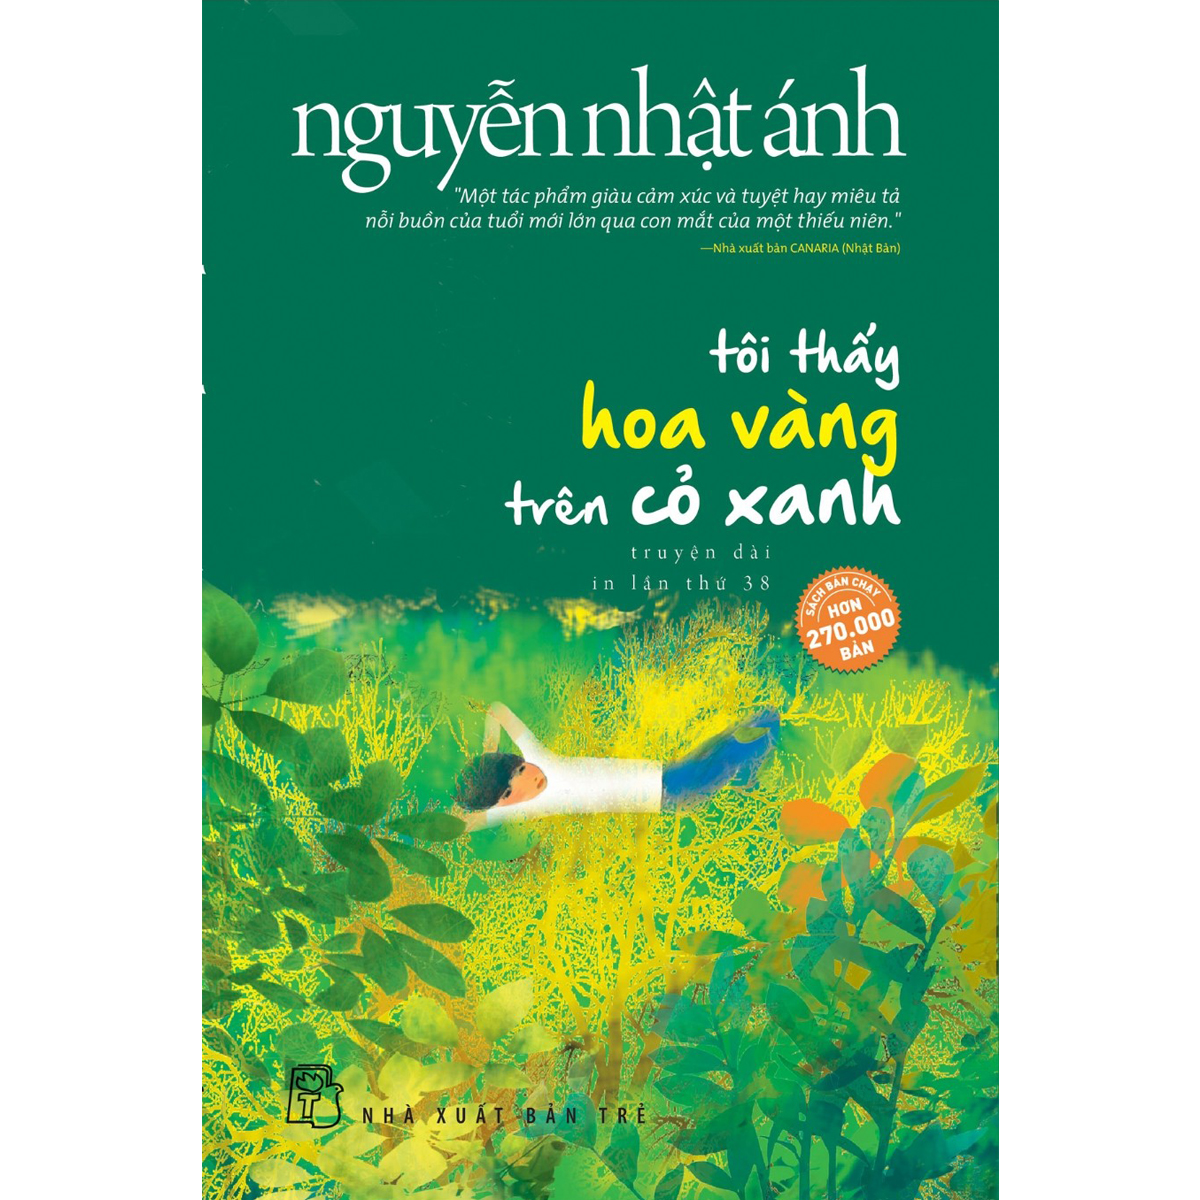 nguyễn nhật ánh
"Một tác phẩm giàu cảm xúc và tuyệt hay miêu tả
nỗi buồn của tuổi mới lớn qua con mắt của một thiếu niên."
—Nhà xuất bản CANARIA (Nhật Bản)
tôi thấy
hoa vàng
trên cỏ xanh
truyện dài
in lần thứ 38
SÁCH BÁN CHẠY
HƠN
270.000
BẢN
T
NHÀ XUẤT BẢN TRẺ